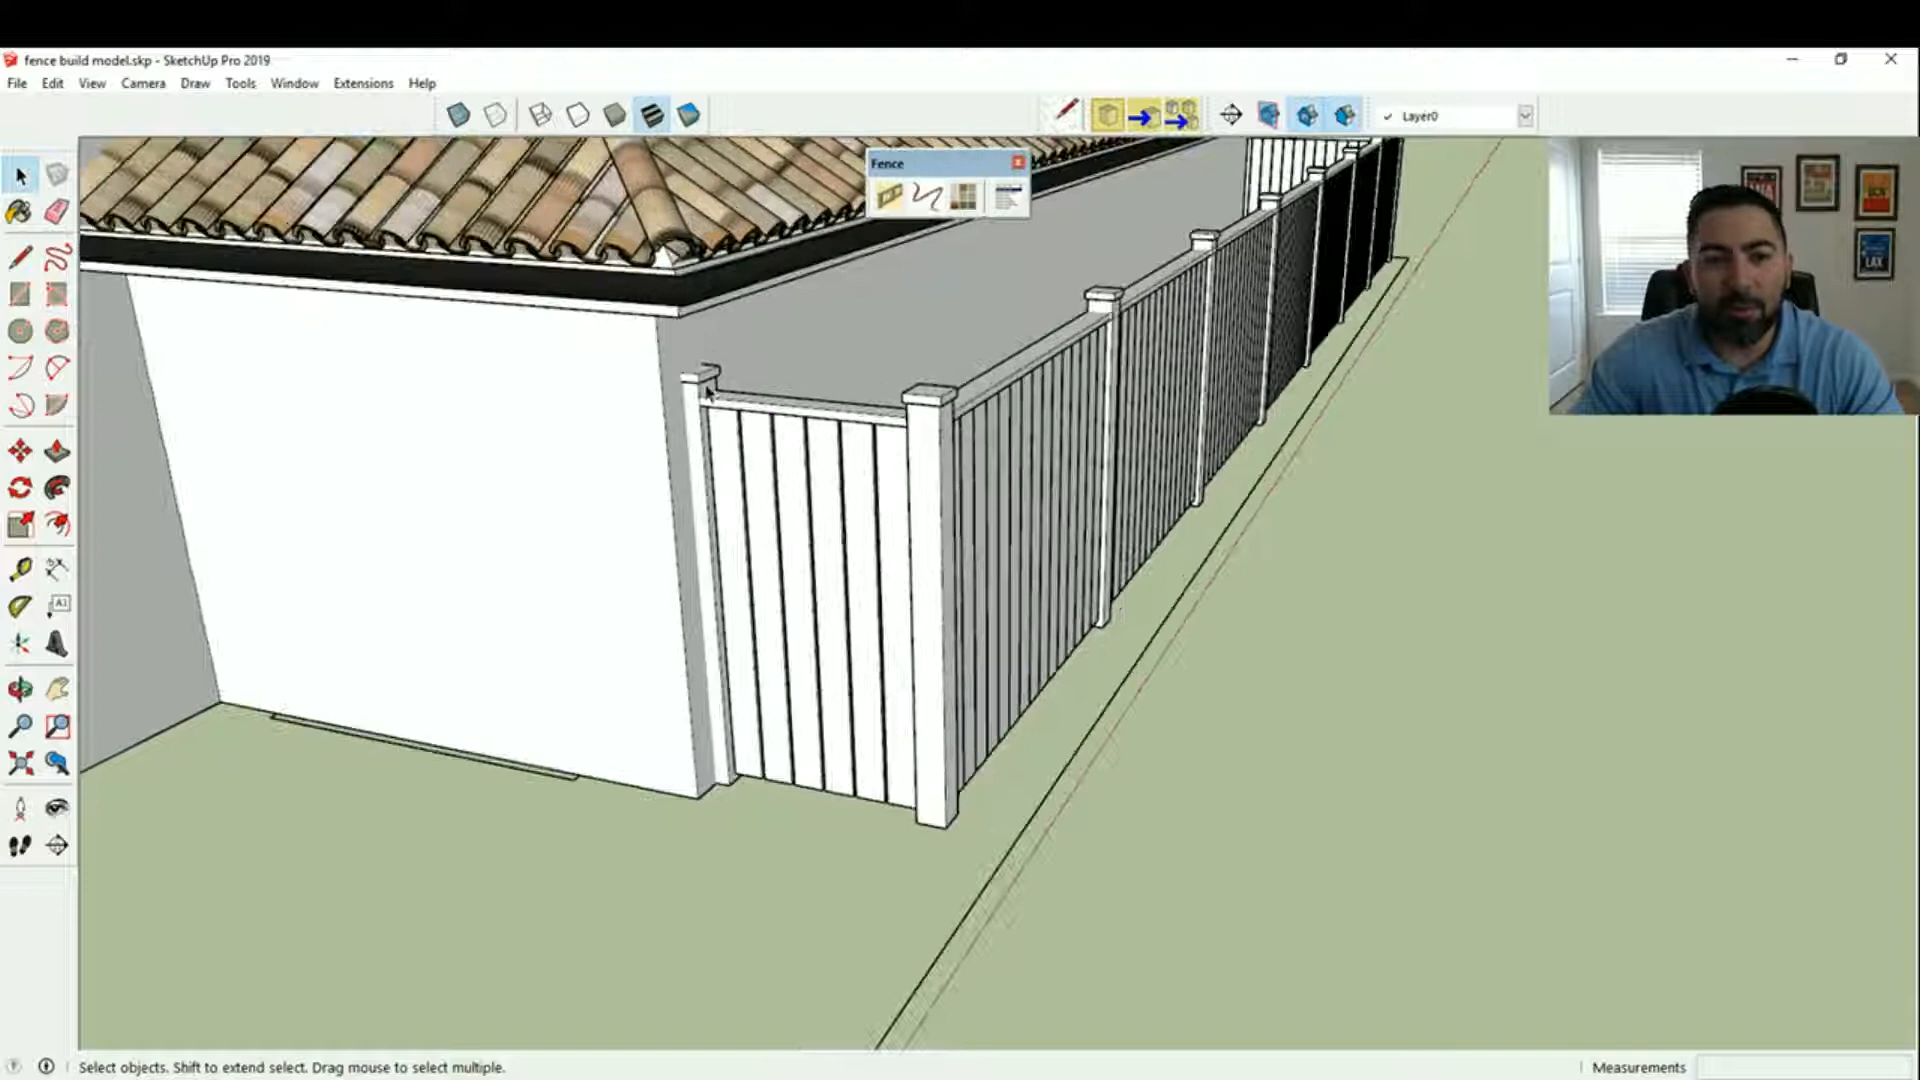 fence build model.skp - SketchUp Pro 2019
File Edit View Camera Draw Tools Window Extensions Help
Layer0
Fence
LAX
Select objects. Shift to extend select. Drag mouse to select multiple.
Measurements